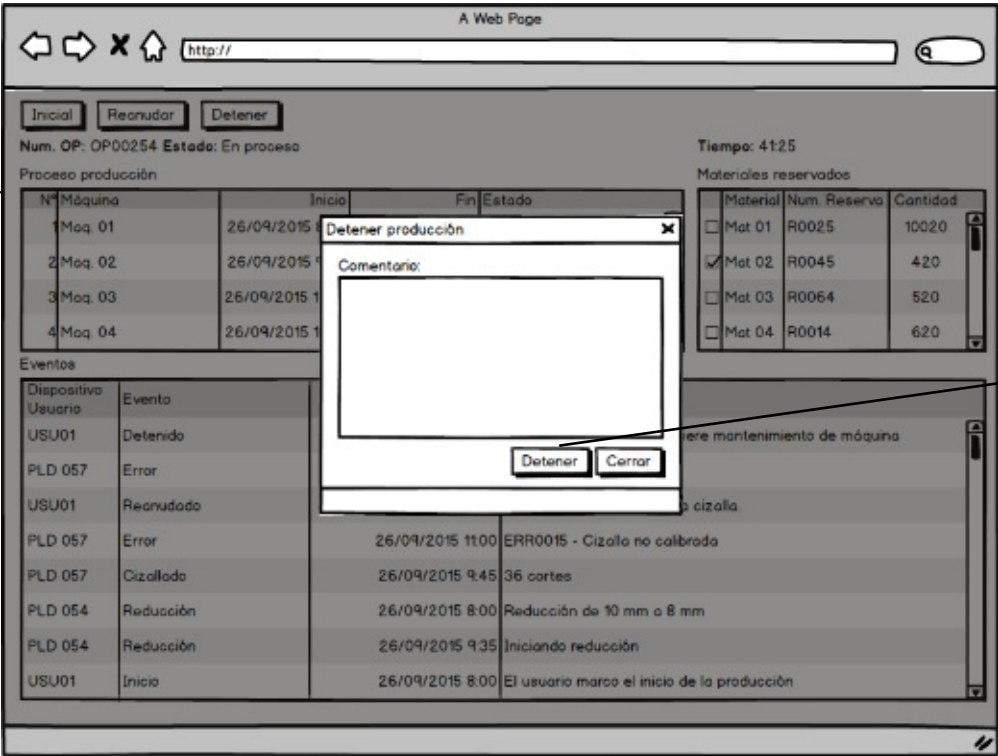 A Web Page
http://
Inicial Reanudar Detener
Num. OP: OP00254 Estado: En proceso Tiempo: 41:25
Proceso producción Materiales reservados
Nº Máquina Inicio Fin Estado Material Num. Reserva Cantidad
1 Maq. 01 26/09/2015 Mat 01 R0025 10020
2 Maq. 02 26/09/2015 Mat 02 R0045 420
3 Maq. 03 26/09/2015 1 Mat 03 R0064 520
4 Maq. 04 26/09/2015 1 Mat 04 R0014 620
Detener producción
Comentario:
Detener Cerrar
Eventos
Dispositivo
Usuario Evento
USU01 Detenido iere mantenimiento de máquina
PLD 057 Error
USU01 Reanudado cizalla.
PLD 057 Error 26/09/2015 11:00 ERR0015 - Cizalla no calibrada
PLD 057 Cizallado 26/09/2015 9:45 36 cortes
PLD 054 Reducción 26/09/2015 8:00 Reducción de 10 mm a 8 mm
PLD 054 Reducción 26/09/2015 9:35 Iniciando reducción
USU01 Inicio 26/09/2015 8:00 El usuario marco el inicio de la producción